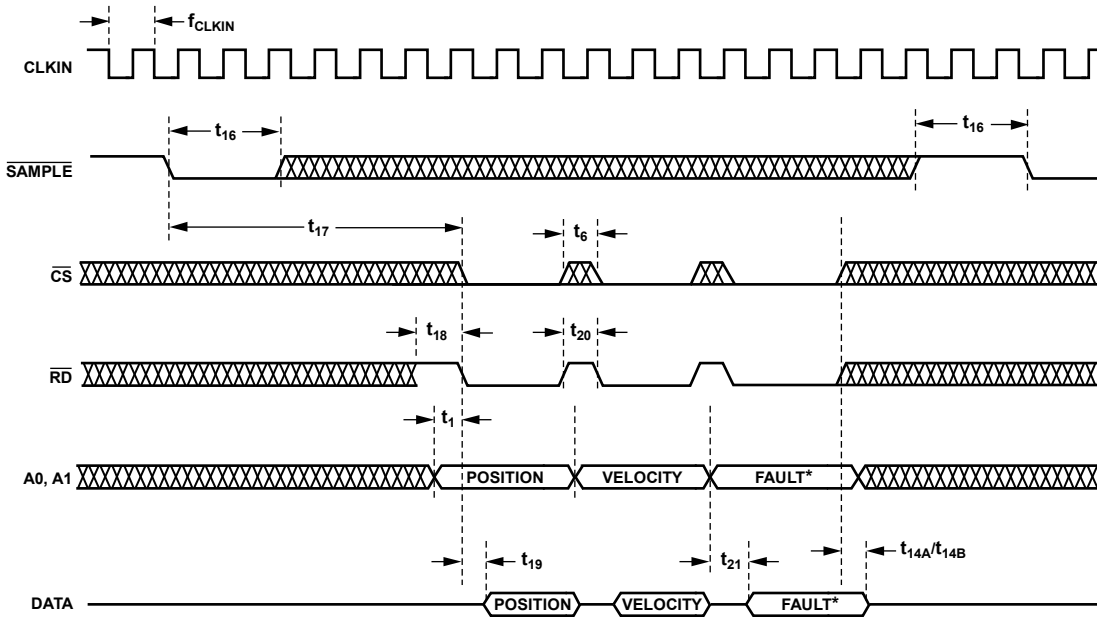 fCLKIN
CLKIN
t16 t16
SAMPLE
t17 t6
CS
t18 t20
RD
t1
A0, A1 POSITION VELOCITY FAULT*
t19 t21 t14A/t14B
DATA POSITION VELOCITY FAULT*